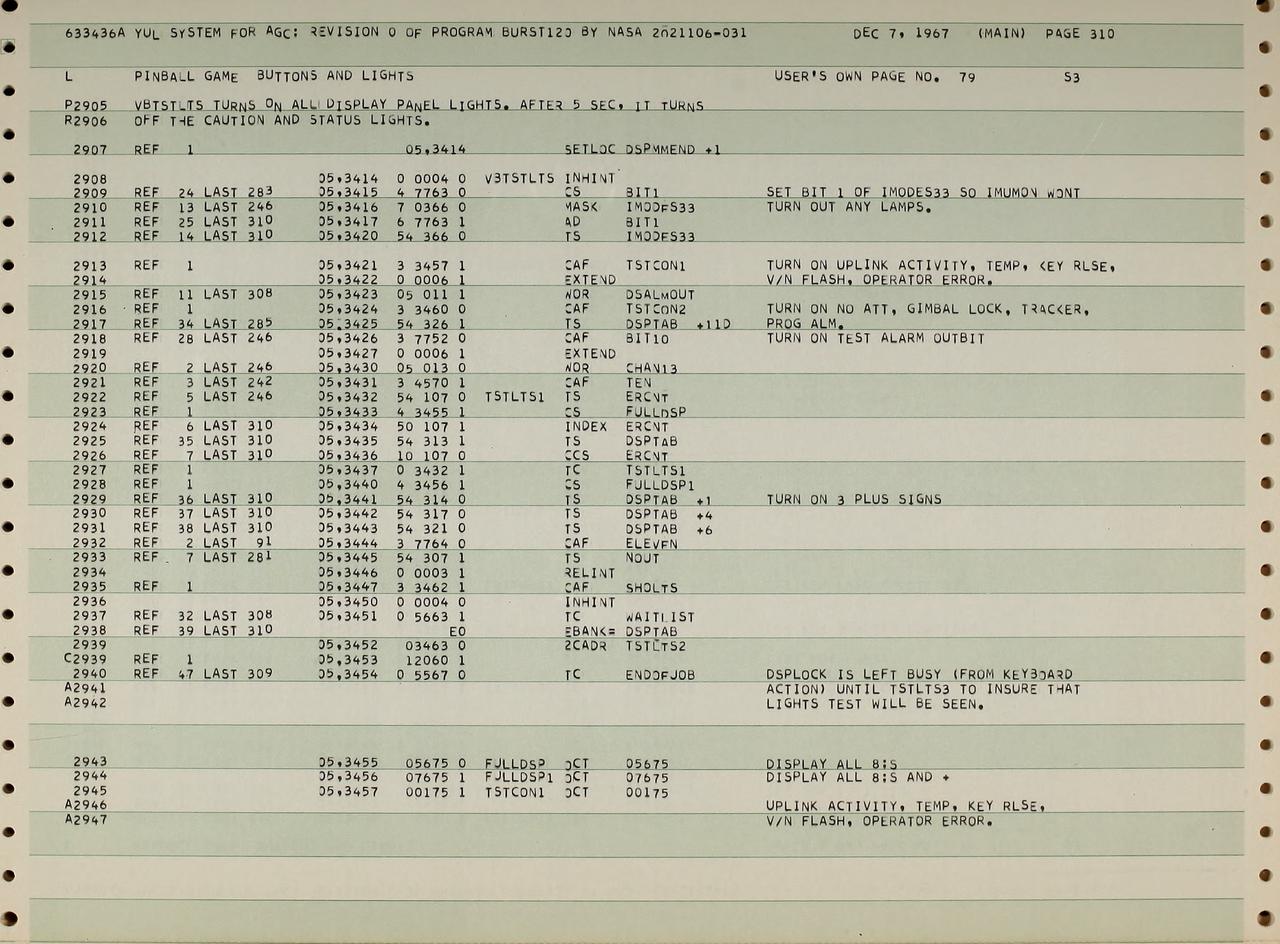 633436A YUL SYSTEM FOR AGC: REVISION 0 OF PROGRAM BURST120 BY NASA 2021106-031 DEC 7, 1967 (MAIN) PAGE 310
L PINBALL GAME BUTTONS AND LIGHTS USER'S OWN PAGE NO. 79 S3
P2905 VBTSTLTS TURNS ON ALL DISPLAY PANEL LIGHTS. AFTER 5 SEC, IT TURNS
R2906 OFF THE CAUTION AND STATUS LIGHTS.
2907 REF 1 05,3414 SETLOC DSPMMEND +1
2908 05,3414 0 0004 0 VBTSTLTS INHINT
2909 REF 24 LAST 283 05,3415 4 7763 0 CS BIT1 SET BIT 1 OF IMODES33 SO IMUMON WONT
2910 REF 13 LAST 246 05,3416 7 0366 0 MASK IMODES33 TURN OUT ANY LAMPS.
2911 REF 25 LAST 310 05,3417 6 7763 1 AD BIT1
2912 REF 14 LAST 310 05,3420 54 366 0 TS IMODES33
2913 REF 1 05,3421 3 3457 1 CAF TSTCON1 TURN ON UPLINK ACTIVITY, TEMP, KEY RLSE,
2914 05,3422 0 0006 1 EXTEND V/N FLASH, OPERATOR ERROR.
2915 REF 11 LAST 308 05,3423 05 011 1 WOR DSALMOUT
2916 REF 1 05,3424 3 3460 0 CAF TSTCON2 TURN ON NO ATT, GIMBAL LOCK, TRACKER,
2917 REF 34 LAST 285 05,3425 54 326 1 TS DSPTAB +11D PROG ALM.
2918 REF 28 LAST 246 05,3426 3 7752 0 CAF BIT10 TURN ON TEST ALARM OUTBIT
2919 05,3427 0 0006 1 EXTEND
2920 REF 2 LAST 246 05,3430 05 013 0 WOR CHAN13
2921 REF 3 LAST 242 05,3431 3 4570 1 CAF TEN
2922 REF 5 LAST 246 05,3432 54 107 0 TSTLTS1 TS ERCNT
2923 REF 1 05,3433 4 3455 1 CS FULLDSP
2924 REF 6 LAST 310 05,3434 50 107 1 INDEX ERCNT
2925 REF 35 LAST 310 05,3435 54 313 1 TS DSPTAB
2926 REF 7 LAST 310 05,3436 10 107 0 CCS ERCNT
2927 REF 1 05,3437 0 3432 1 TC TSTLTS1
2928 REF 1 05,3440 4 3456 1 CS FULLDSP1
2929 REF 36 LAST 310 05,3441 54 314 0 TS DSPTAB +1 TURN ON 3 PLUS SIGNS
2930 REF 37 LAST 310 05,3442 54 317 0 TS DSPTAB +4
2931 REF 38 LAST 310 05,3443 54 321 0 TS DSPTAB +6
2932 REF 2 LAST 91 05,3444 3 7764 0 CAF ELEVEN
2933 REF 7 LAST 281 05,3445 54 307 1 TS NOUT
2934 05,3446 0 0003 1 RELINT
2935 REF 1 05,3447 3 3462 1 CAF SHOLTS
2936 05,3450 0 0004 0 INHINT
2937 REF 32 LAST 308 05,3451 0 5663 1 TC WAITLIST
2938 REF 39 LAST 310 E0 EBANK= DSPTAB
2939 05,3452 03463 0 2CADR TSTLTS2
C2939 REF 1 05,3453 12060 1
2940 REF 47 LAST 309 05,3454 0 5567 0 TC ENDOFJOB DSPLOCK IS LEFT BUSY (FROM KEYBOARD
A2941 ACTION) UNTIL TSTLTS3 TO INSURE THAT
A2942 LIGHTS TEST WILL BE SEEN.
2943 05,3455 05675 0 FULLDSP OCT 05675 DISPLAY ALL 8:S
2944 05,3456 07675 1 FULLDSP1 OCT 07675 DISPLAY ALL 8:S AND +
2945 05,3457 00175 1 TSTCON1 OCT 00175
A2946 UPLINK ACTIVITY, TEMP, KEY RLSE,
A2947 V/N FLASH, OPERATOR ERROR.